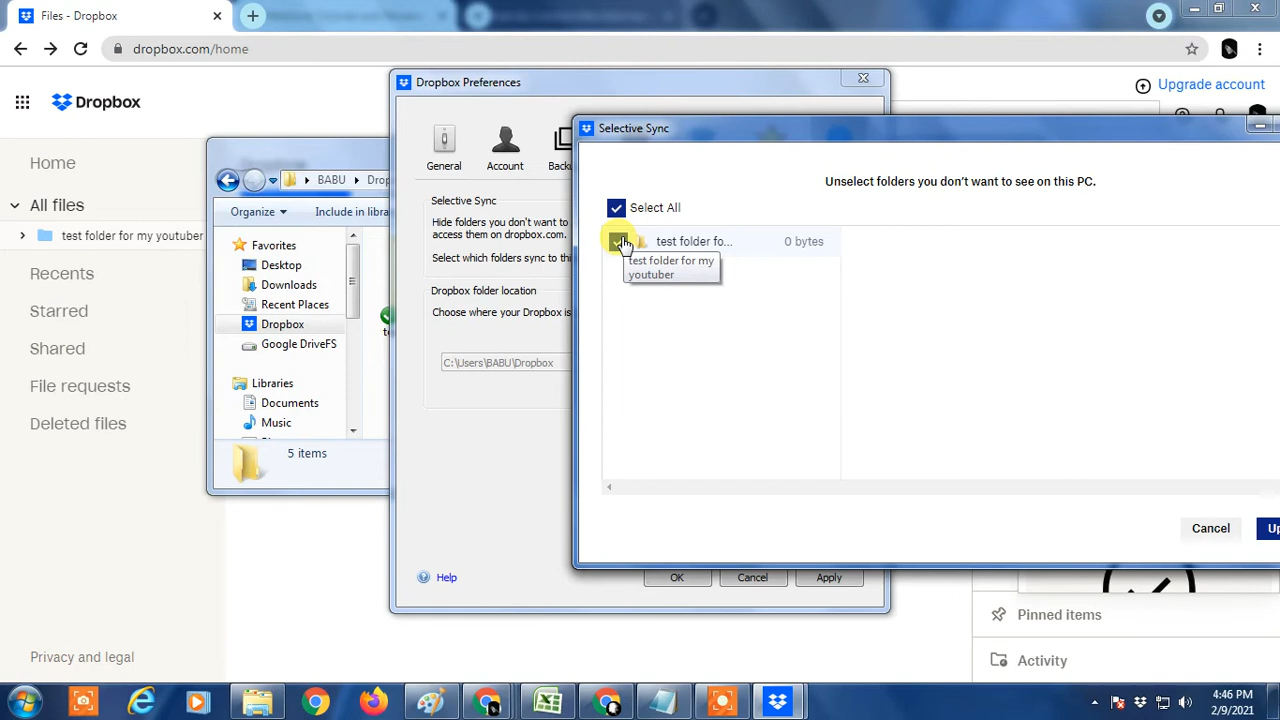 Files - Dropbox
dropbox.com/home
Dropbox
Upgrade account
Home
All files
test folder for my youtuber
Recents
Starred
Shared
File requests
Deleted files
Privacy and legal
BABU
Organize
Include in libra
Favorites
Desktop
Downloads
Recent Places
Dropbox
Google DriveFS
Libraries
Documents
Music
5 items
Dropbox Preferences
General
Account
Backu
Selective Sync
Hide folders you don't want to
access them on dropbox.com.
Select which folders sync to this
Dropbox folder location
Choose where your Dropbox is
C:\Users\BABU\Dropbox
Help
OK
Cancel
Apply
Selective Sync
Unselect folders you don't want to see on this PC.
Select All
test folder fo...
0 bytes
test folder for my
youtuber
Cancel
Up
Pinned items
Activity
4:46 PM
2/9/2021